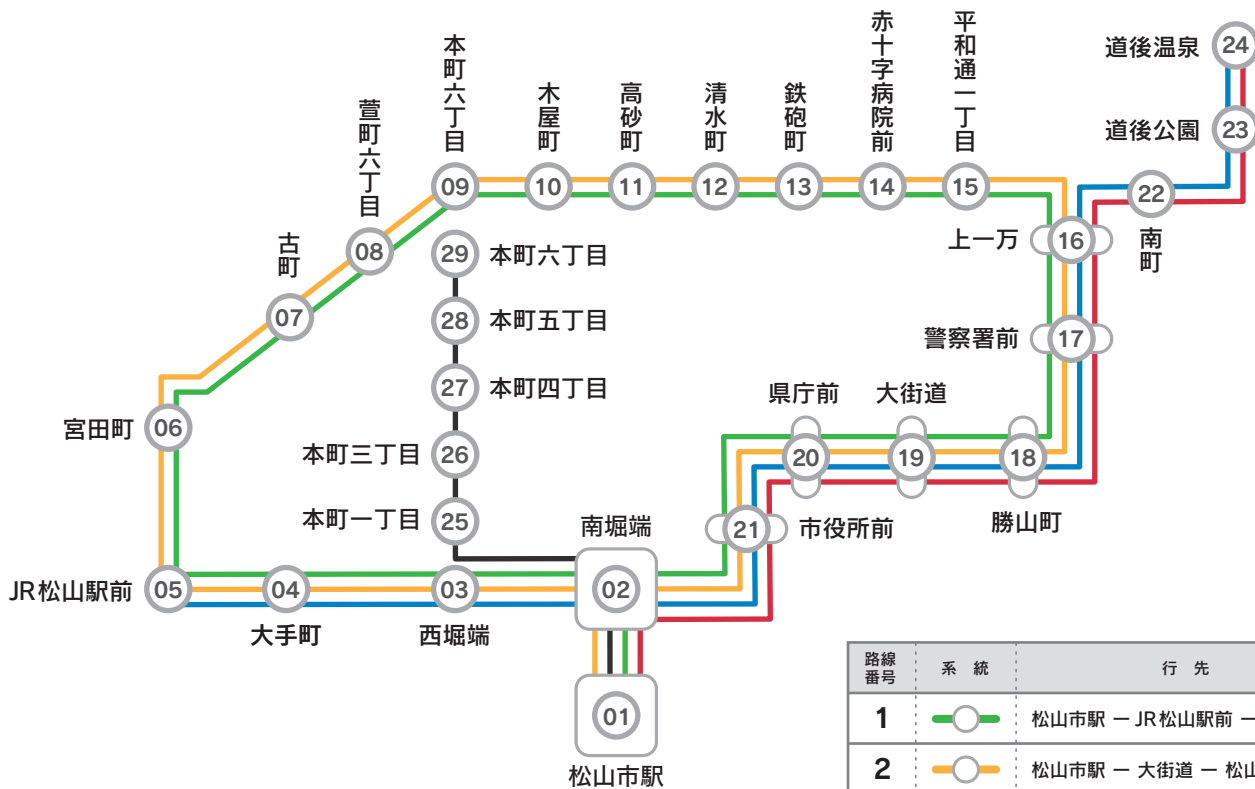 本町六丁目
木屋町
高砂町
清水町
鉄砲町
赤十字病院前
平和通一丁目
道後温泉
24
萱町六丁目
道後公園
23
09
10
11
12
13
14
15
22
南町
古町
08
29
本町六丁目
上一万
16
07
28
本町五丁目
警察署前
17
27
本町四丁目
県庁前
大街道
宮田町
06
本町三丁目
26
20
19
18
本町一丁目
25
南堀端
21
市役所前
勝山町
JR松山駅前
05
04
03
02
大手町
西堀端
01
松山市駅
路線番号
系統
行先
1
松山市駅 ー JR松山駅前 ー
2
松山市駅 ー 大街道 ー 松山